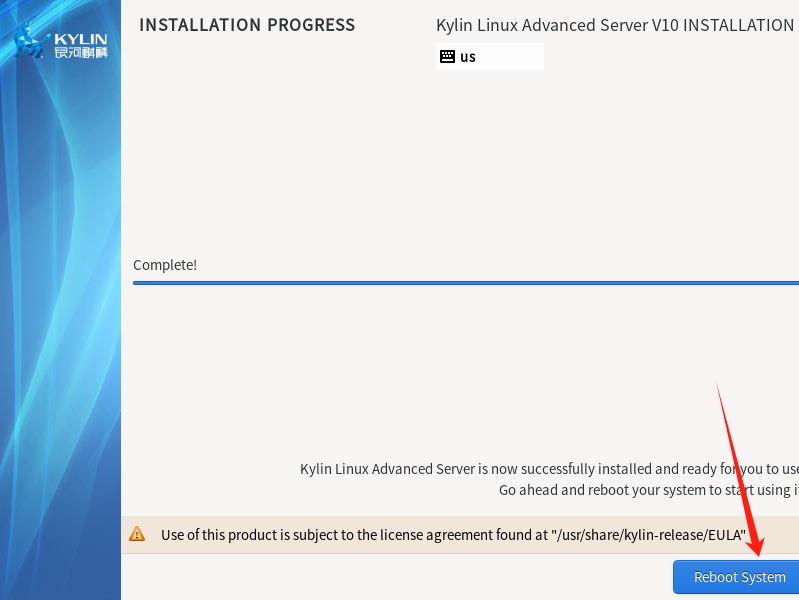 KYLIN
银河麒麟
INSTALLATION PROGRESS
Kylin Linux Advanced Server V10 INSTALLATION
us
Complete!
Kylin Linux Advanced Server is now successfully installed and ready for you to use
Go ahead and reboot your system to start using i
Use of this product is subject to the license agreement found at "/usr/share/kylin-release/EULA"
Reboot System